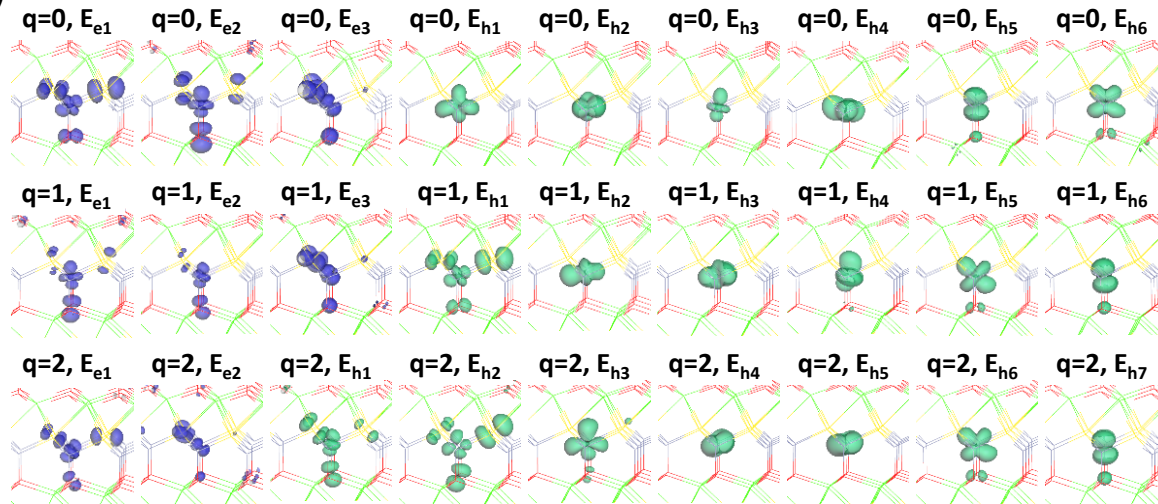 q=0, Ee1 q=0, Ee2 q=0, Ee3 q=0, Eh1 q=0, Eh2 q=0, Eh3 q=0, Eh4 q=0, Eh5 q=0, Eh6
q=1, Ee1 q=1, Ee2 q=1, Ee3 q=1, Eh1 q=1, Eh2 q=1, Eh3 q=1, Eh4 q=1, Eh5 q=1, Eh6
q=2, Ee1 q=2, Ee2 q=2, Eh1 q=2, Eh2 q=2, Eh3 q=2, Eh4 q=2, Eh5 q=2, Eh6 q=2, Eh7